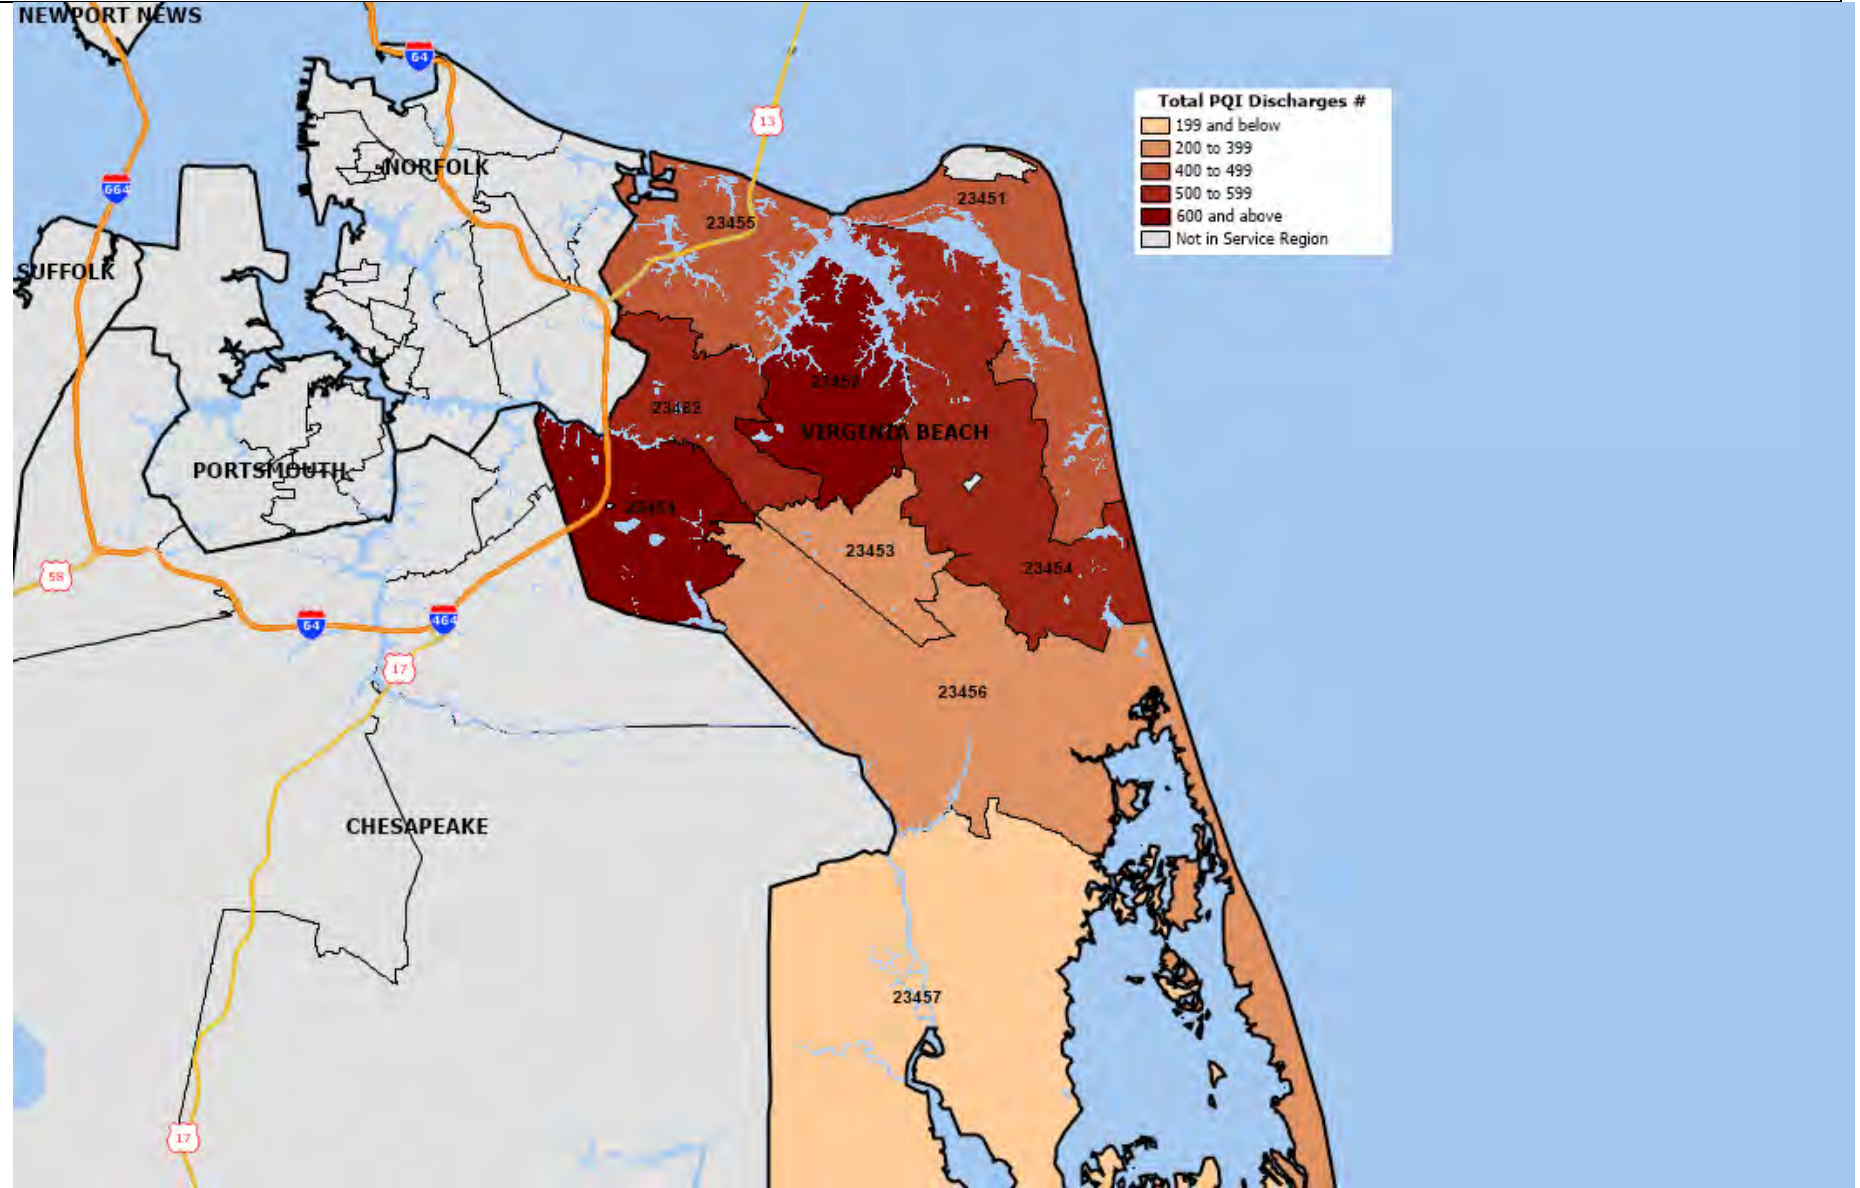 NEWPORT NEWS
64
13
Total PQI Discharges #
199 and below
200 to 399
400 to 499
500 to 599
600 and above
Not in Service Region
NORFOLK
664
23451
23455
SUFFOLK
23452
23462
VIRGINIA BEACH
PORTSMOUTH
23464
23453
23454
58
64
464
17
23456
CHESAPEAKE
23457
17